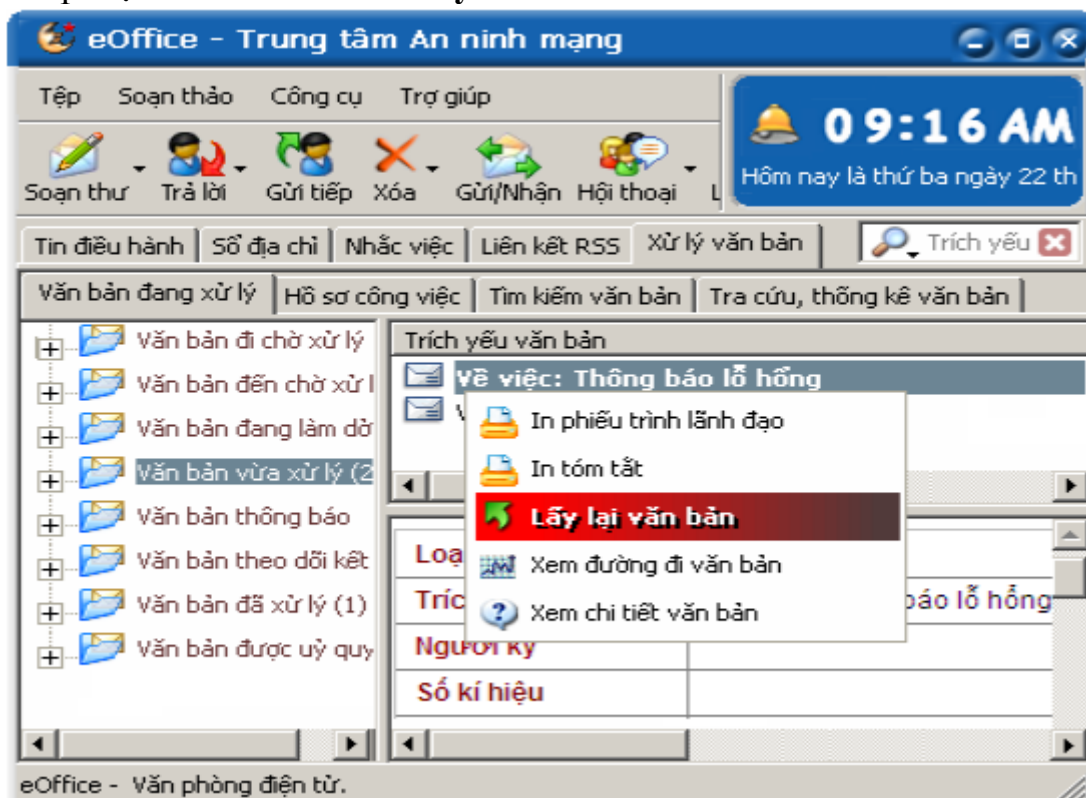 eOffice - Trung tâm An ninh mạng
Tệp Soạn thảo Công cụ Trợ giúp
09:16 AM
Hôm nay là thứ ba ngày 22 th
Soạn thư Trả lời Gửi tiếp Xóa Gửi/Nhận Hội thoại L
Tin điều hành Sổ địa chỉ Nhắc việc Liên kết RSS Xử lý văn bản Trích yếu
Văn bản đang xử lý Hồ sơ công việc Tìm kiếm văn bản Tra cứu, thống kê văn bản
Văn bản đi chờ xử lý
Văn bản đến chờ xử l
Văn bản đang làm dở
Văn bản vừa xử lý (2
Văn bản thông báo
Văn bản theo dõi kết
Văn bản đã xử lý (1)
Văn bản được uỷ quy
Trích yếu văn bản
Về việc: Thông báo lỗ hổng
V
In phiếu trình lãnh đạo
In tóm tắt
Lấy lại văn bản
Xem đường đi văn bản
Xem chi tiết văn bản
Loạ
Tríc báo lỗ hổng
Người ký
Số kí hiệu
eOffice - Văn phòng điện tử.